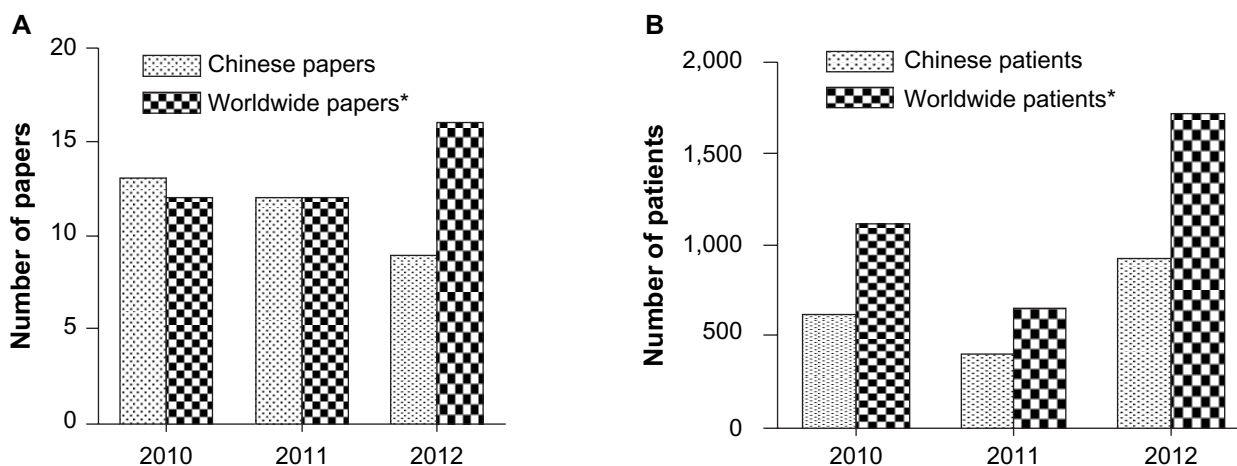 A
Number of papers
20
15
10
5
0
Chinese papers
Worldwide papers*
2010 2011 2012
B
Number of patients
2,000
1,500
1,000
500
0
Chinese patients
Worldwide patients*
2010 2011 2012